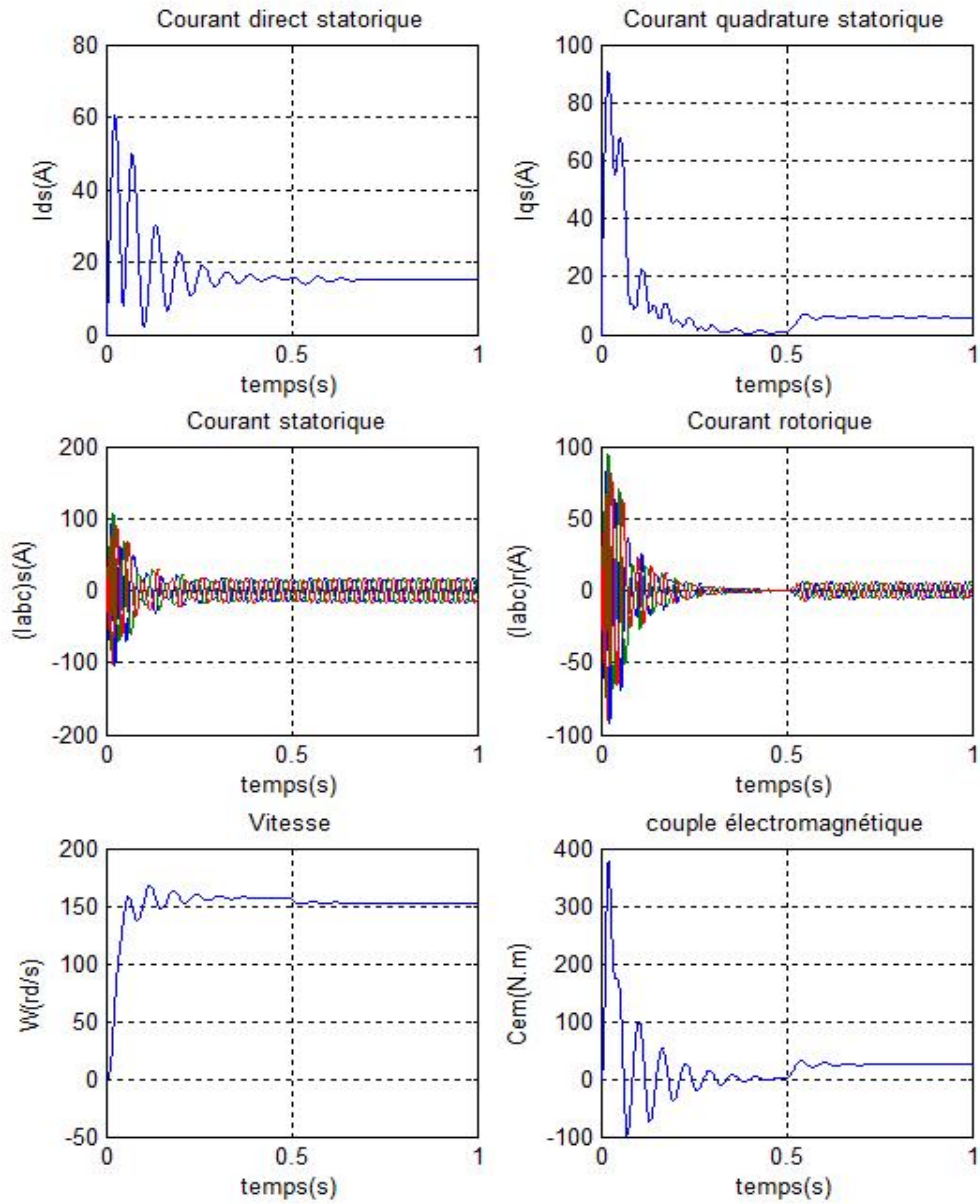 Courant direct statorique
80
60
40
20
0
Ids(A)
0 0.5 1
temps(s)
Courant quadrature statorique
100
80
60
40
20
0
Iqs(A)
0 0.5 1
temps(s)
Courant statorique
200
100
0
-100
-200
(Iabc)s(A)
0 0.5 1
temps(s)
Courant rotorique
100
50
0
-50
-100
(Iabc)r(A)
0 0.5 1
temps(s)
Vitesse
200
150
100
50
0
-50
W(rd/s)
0 0.5 1
temps(s)
couple électromagnétique
400
300
200
100
0
-100
Cem(N.m)
0 0.5 1
temps(s)